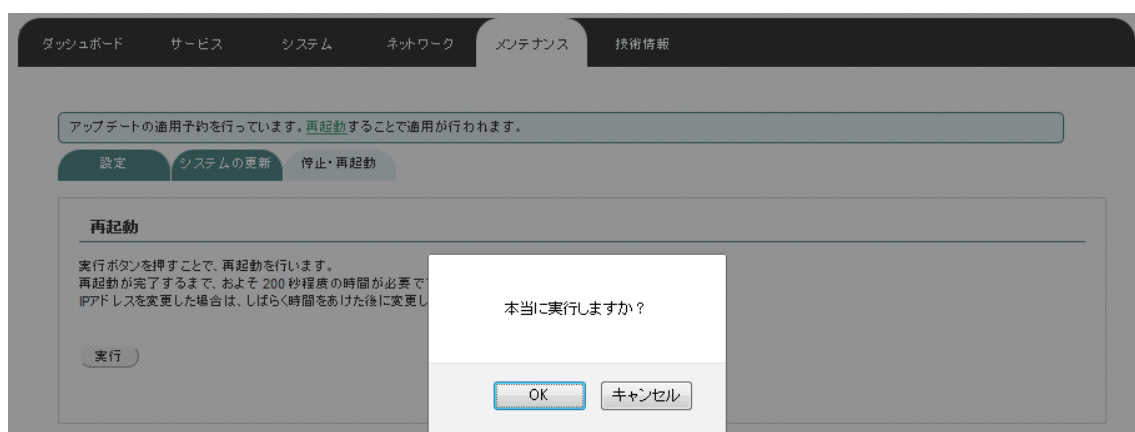 ダッシュボード サービス システム ネットワーク メンテナンス 技術情報
アップデートの適用予約を行っています。再起動することで適用が行われます。
設定 システムの更新 停止・再起動
再起動
実行ボタンを押すことで、再起動を行います。
再起動が完了するまで、およそ 200 秒程度の時間が必要で
IPアドレスを変更した場合は、しばらく時間をあけた後に変更し
実行
本当に実行しますか？
OK キャンセル